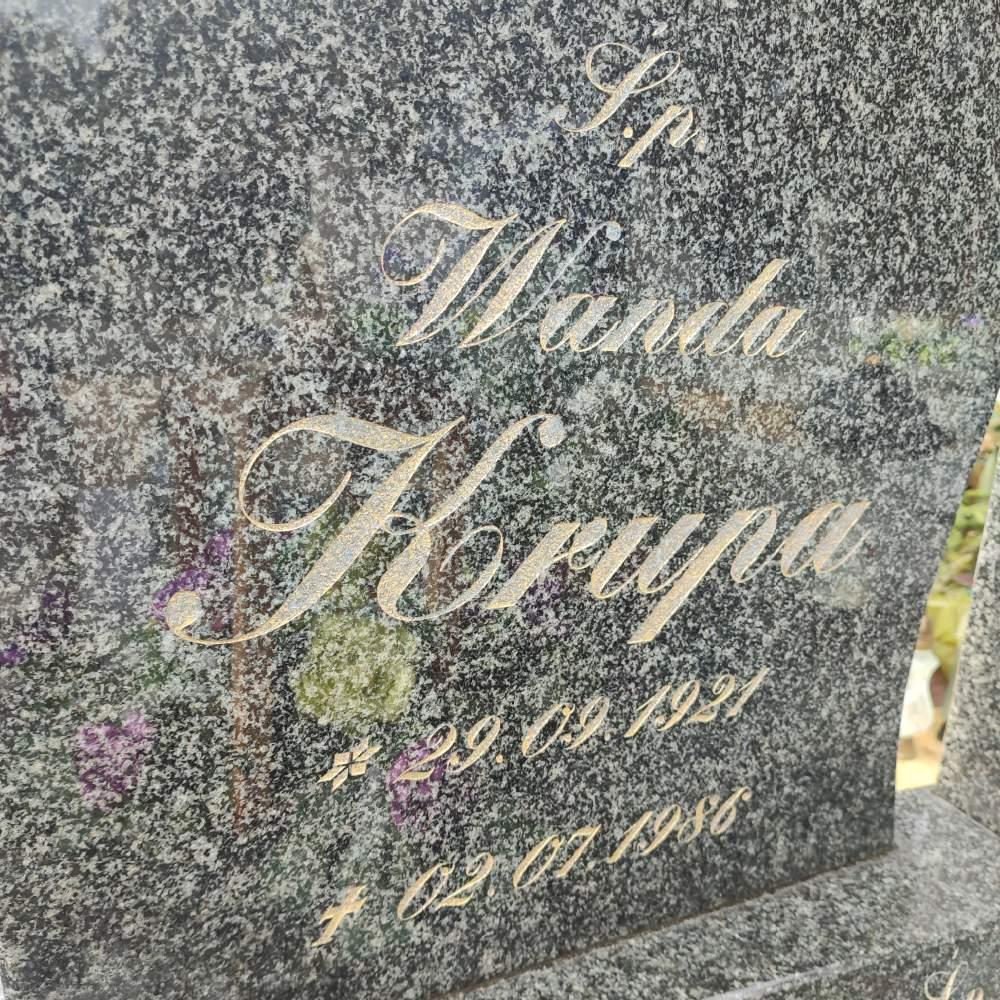 Ś.p.
Wanda
Krupa
* 29.09.1921
✝ 02.07.1986